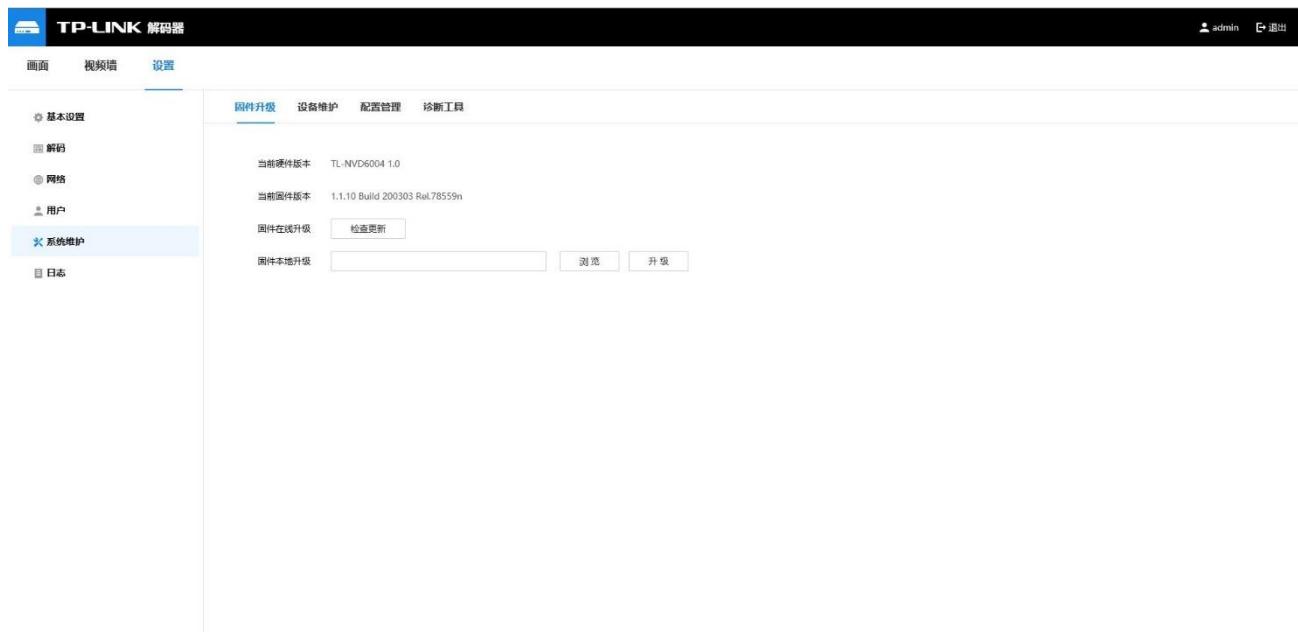 TP-LINK 解码器
admin 退出
画面 视频墙 设置
基本设置
解码
网络
用户
系统维护
日志
固件升级 设备维护 配置管理 诊断工具
当前硬件版本 TL-NVD6004 1.0
当前固件版本 1.1.10 Build 200303 Rel.78559n
固件在线升级 检查更新
固件本地升级 浏览 升级